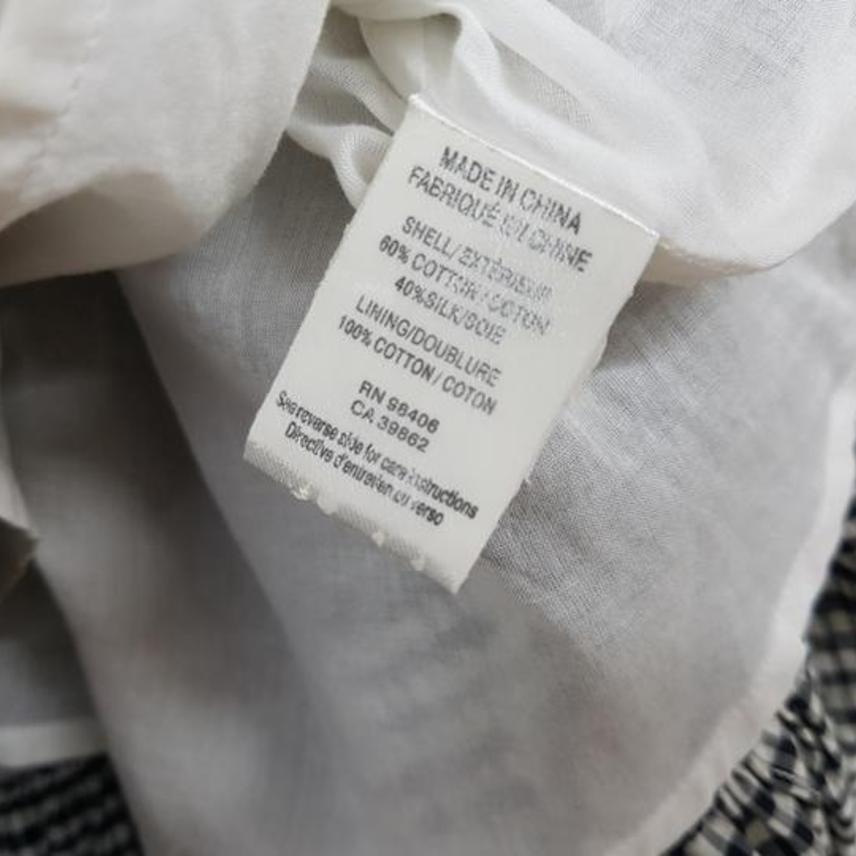 MADE IN CHINA
FABRIQUÉ EN CHINE
SHELL/EXTÉRIEUR
60% COTTON/COTON
40%SILK/SOIE
LINING/DOUBLURE
100% COTTON/COTON
RN 98406
CA 39862
See reverse side for care instructions
Directive d'entretien au verso